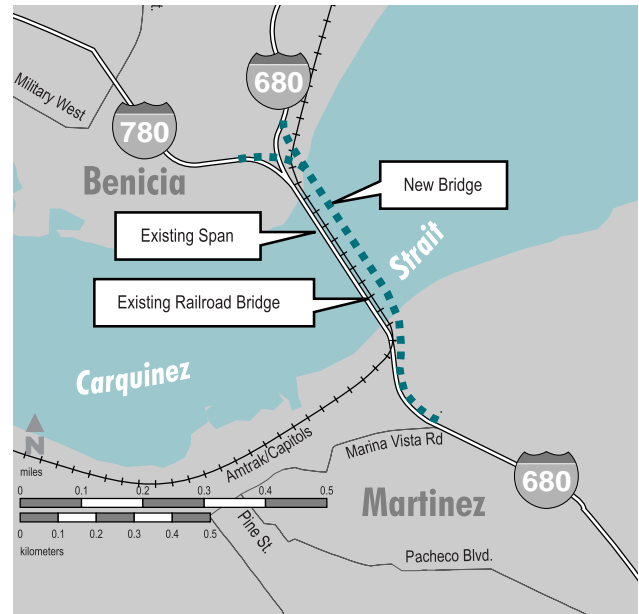 t.
680
Military West
780
Benicia
New Bridge
Existing Span
Strait
Existing Railroad Bridge
Carquinez
N
Amtrak/Capitols
Marina Vista Rd
miles
680
0 0.1 0.2 0.3 0.4 0.5
Martinez
Pine St.
0 0.1 0.2 0.3 0.4 0.5
kilometers
Pacheco Blvd.